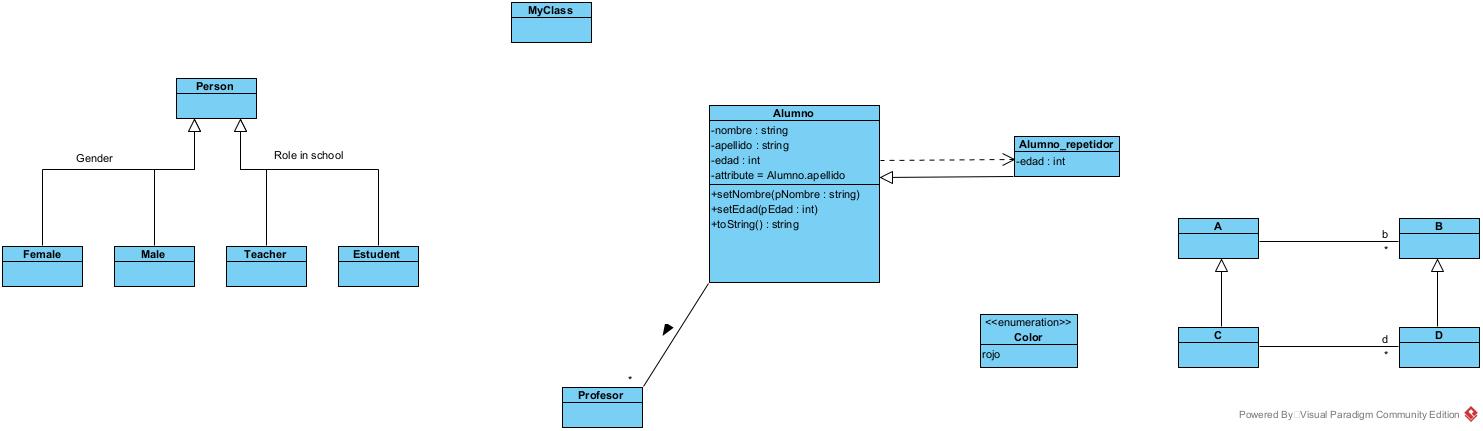 MyClass
Person
Gender
Role in school
Female
Male
Teacher
Estudent
Alumno
-nombre : string
-apellido : string
-edad : int
-attribute = Alumno.apellido
+setNombre(pNombre : string)
+setEdad(pEdad : int)
+toString() : string
Alumno_repetidor
-edad : int
*
Profesor
<<enumeration>>
Color
rojo
A
b
*
B
C
d
*
D
Powered By Visual Paradigm Community Edition